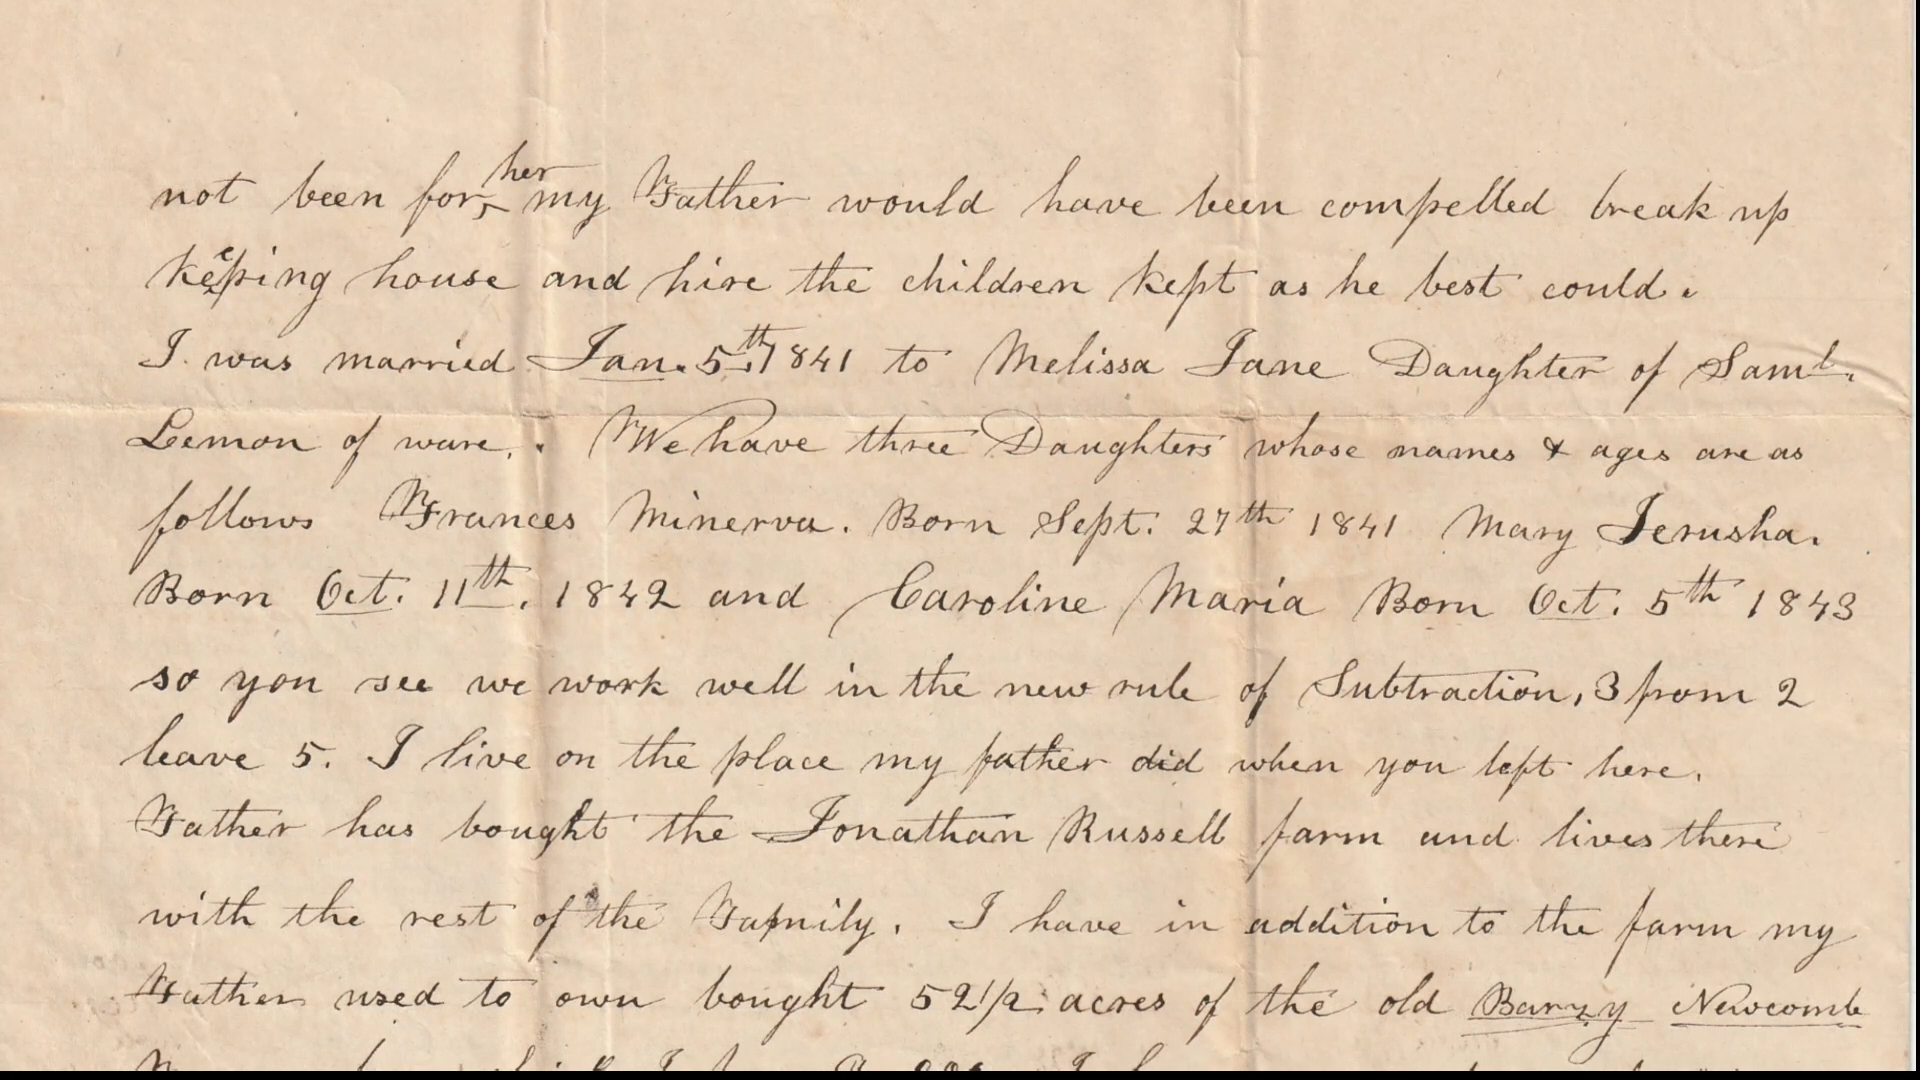 not been for her my Father would have been compelled break up
keeping house and hire the children kept as he best could.
I was married Jan. 5th. 1841 to Melissa Jane Daughter of Saml.
Lemon of ware. We have three Daughters whose names & ages are as
follows Frances Minerva. Born Sept. 27th 1841 Mary Jerusha.
Born Oct. 11th. 1842 and Caroline Maria Born Oct. 5th 1843
so you see we work well in the new rule of Subtraction, 3 from 2
leave 5. I live on the place my father did when you left here.
Father has bought the Jonathan Russell farm and lives there
with the rest of the Family. I have in addition to the farm my
Father used to own bought 52 1/2 acres of the old Barzy Newcomb